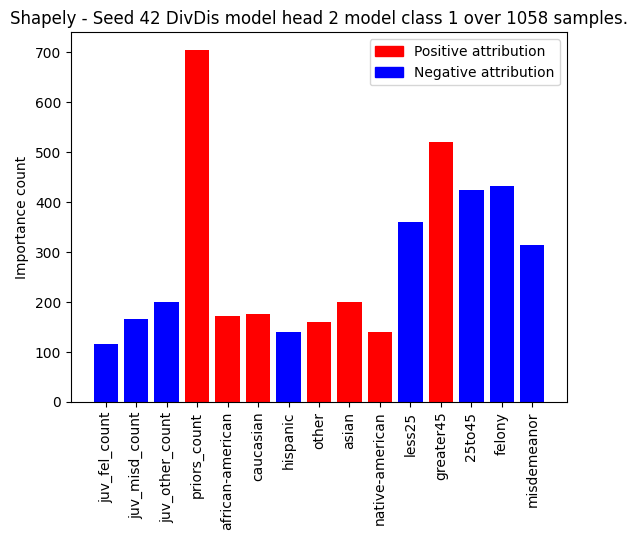 Shapely - Seed 42 DivDis model head 2 model class 1 over 1058 samples.
Positive attribution
Negative attribution
Importance count
700
600
500
400
300
200
100
0
juv_fel_count
juv_misd_count
juv_other_count
priors_count
african-american
caucasian
hispanic
other
asian
native-american
less25
greater45
25to45
felony
misdemeanor